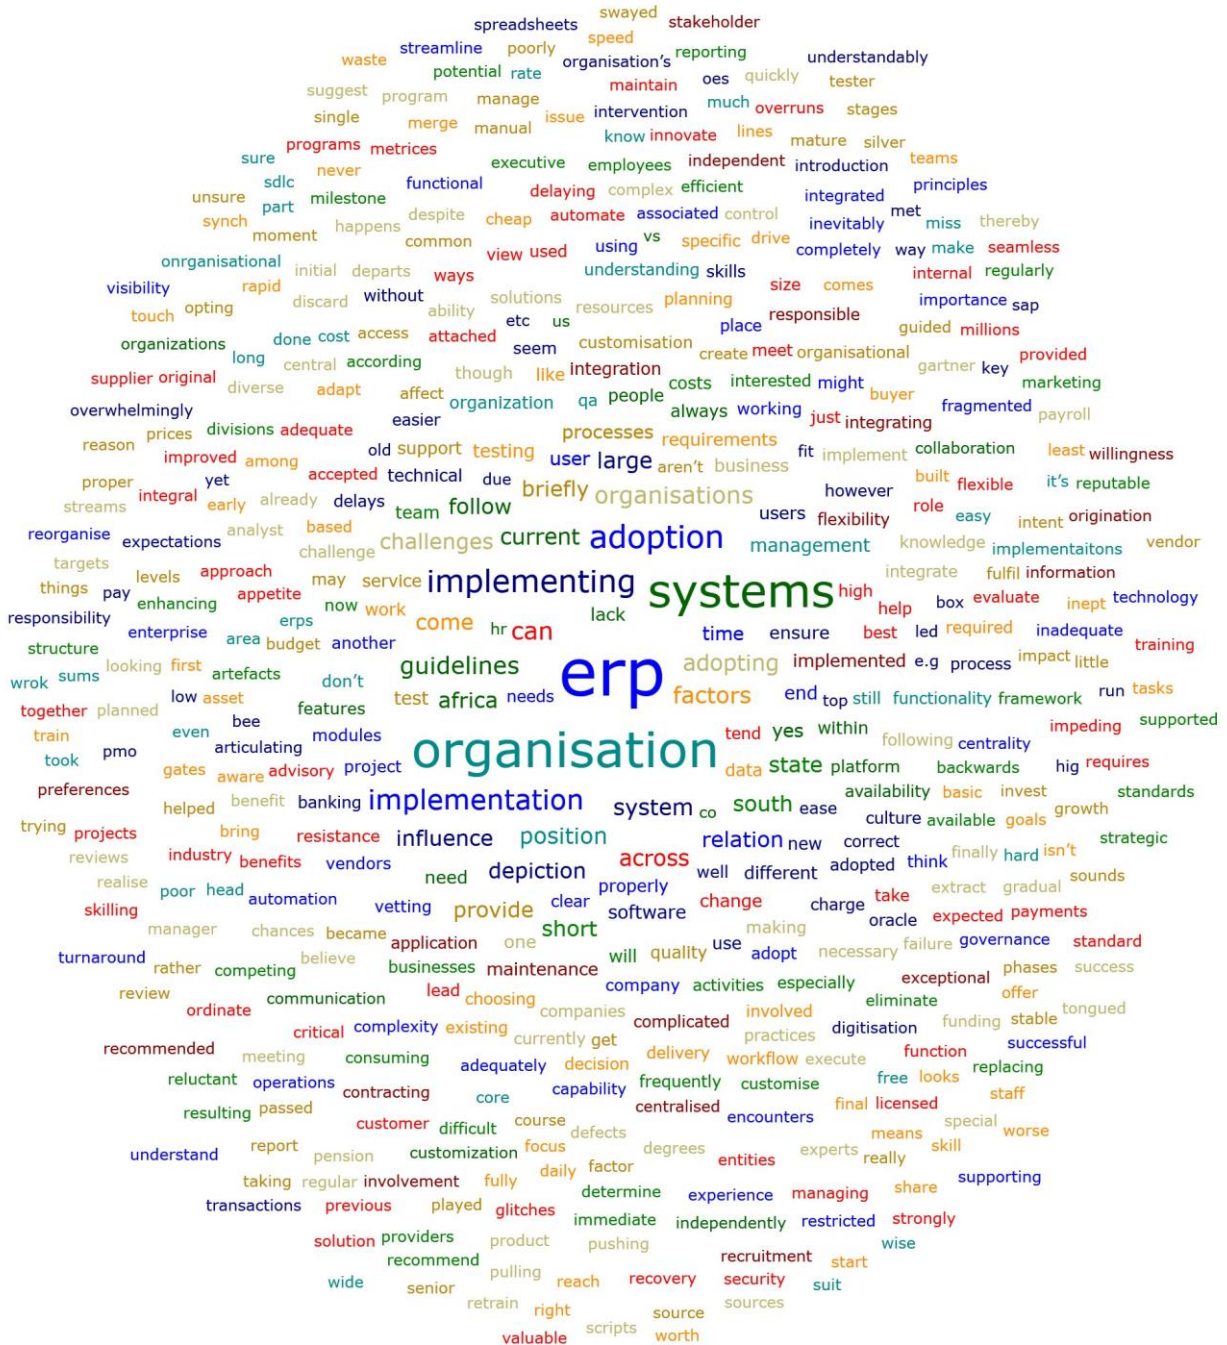 swayed
spreadsheets stakeholder
speed
streamline poorly reporting
waste organisation's understandably
potential rate quickly
maintain oes tester
suggest program manage much overruns
intervention stages
single issue
merge manual know innovate lines mature silver
programs metrices
sure executive employees independent introduction teams
never
sdlc functional delaying complex efficient integrated principles
unsure milestone
part despite cheap automate associated control met
synch happens inevitably miss thereby
moment common view used using vs specific drive completely way make seamless
onrganisational initial departs ways understanding skills internal regularly
visibility rapid size comes
discard without ability solutions resources planning importance sap
touch opting responsible
etc us place guided millions
organizations done cost access attached seem customisation
long central according though like integration create meet organisational gartner key provided
supplier original costs interested might marketing
diverse adapt affect organization qa people buyer
overwhelmingly easier always working just integrating fragmented payroll
reason prices divisions adequate processes requirements
improved among old support testing user large aren't business fit implement collaboration least willingness
proper yet accepted technical due built flexible it's reputable
streams integral early already delays briefly organisations however role
based team follow users flexibility easy intent origination
reorganise expectations analyst challenge challenges current adoption management knowledge implementaitons vendor
targets approach integrate fulfil information
things pay levels appetite may service implementing systems high
enhancing now work lack help box evaluate inept technology
responsibility erps come hr can time ensure best led required inadequate
enterprise area budget another training
structure guidelines erp adopting implemented e.g process impact little
looking first artefacts
wrok sums low asset don't test africa needs factors end top still functionality framework run tasks
together planned features
train even bee modules organisation tend yes within following centrality impeding supported
took pmo articulating
gates aware advisory project data state platform backwards hig requires
preferences availability basic invest
helped benefit banking implementation system co south ease standards
trying bring culture available goals growth
projects resistance influence position relation new correct strategic
reviews industry benefits vendors across adopted think finally hard isn't
realise need depiction well different
poor head properly take extract gradual sounds
skilling automation vetting provide clear software change charge
manager chances became short making oracle expected payments
application one will quality use adopt necessary failure governance standard
turnaround believe businesses maintenance
rather competing company activities especially exceptional phases success
review communication lead choosing companies involved eliminate offer
ordinate critical complexity existing complicated digitisation funding stable tongued
currently get practices successful
recommended meeting consuming adequately decision delivery workflow execute function replacing
reluctant operations contracting core capability frequently customise free looks staff
resulting passed centralised final licensed
customer difficult course defects encounters special
report means worse
understand pension customization focus degrees entities experts really skill
daily factor supporting
taking regular involvement fully determine experience managing share
transactions previous played glitches
immediate independently restricted strongly
solution providers product pushing wise
recommend recruitment start
wide pulling reach recovery security suit
senior
retrain right source sources
valuable scripts worth